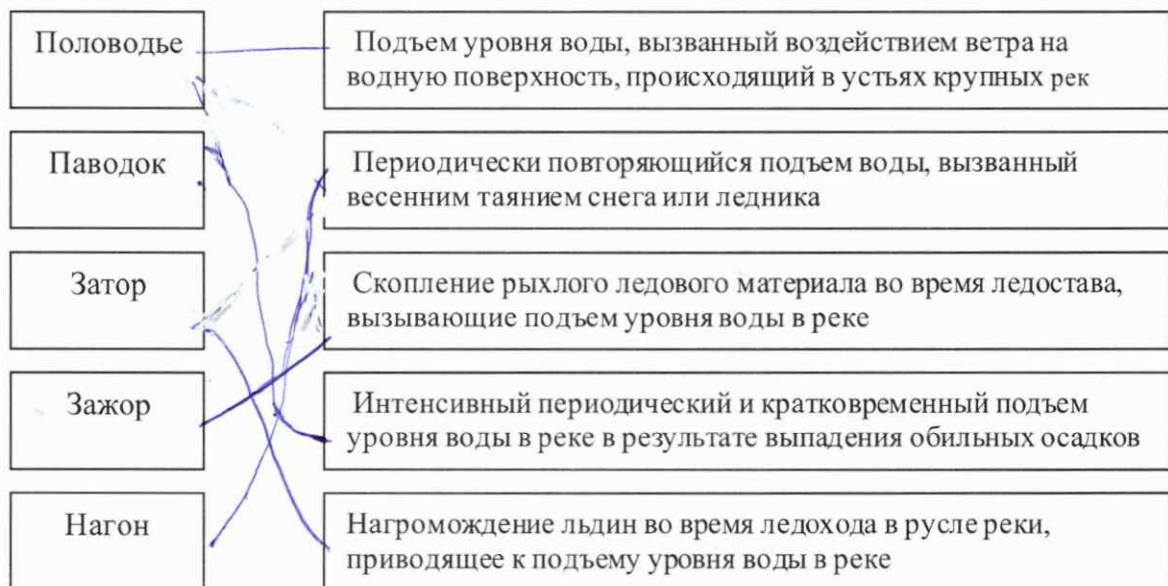 Половодье
Подъем уровня воды, вызванный воздействием ветра на
водную поверхность, происходящий в устьях крупных рек
Паводок
Периодически повторяющийся подъем воды, вызванный
весенним таянием снега или ледника
Затор
Скопление рыхлого ледового материала во время ледостава,
вызывающие подъем уровня воды в реке
Зажор
Интенсивный периодический и кратковременный подъем
уровня воды в реке в результате выпадения обильных осадков
Нагон
Нагромождение льдин во время ледохода в русле реки,
приводящее к подъему уровня воды в реке